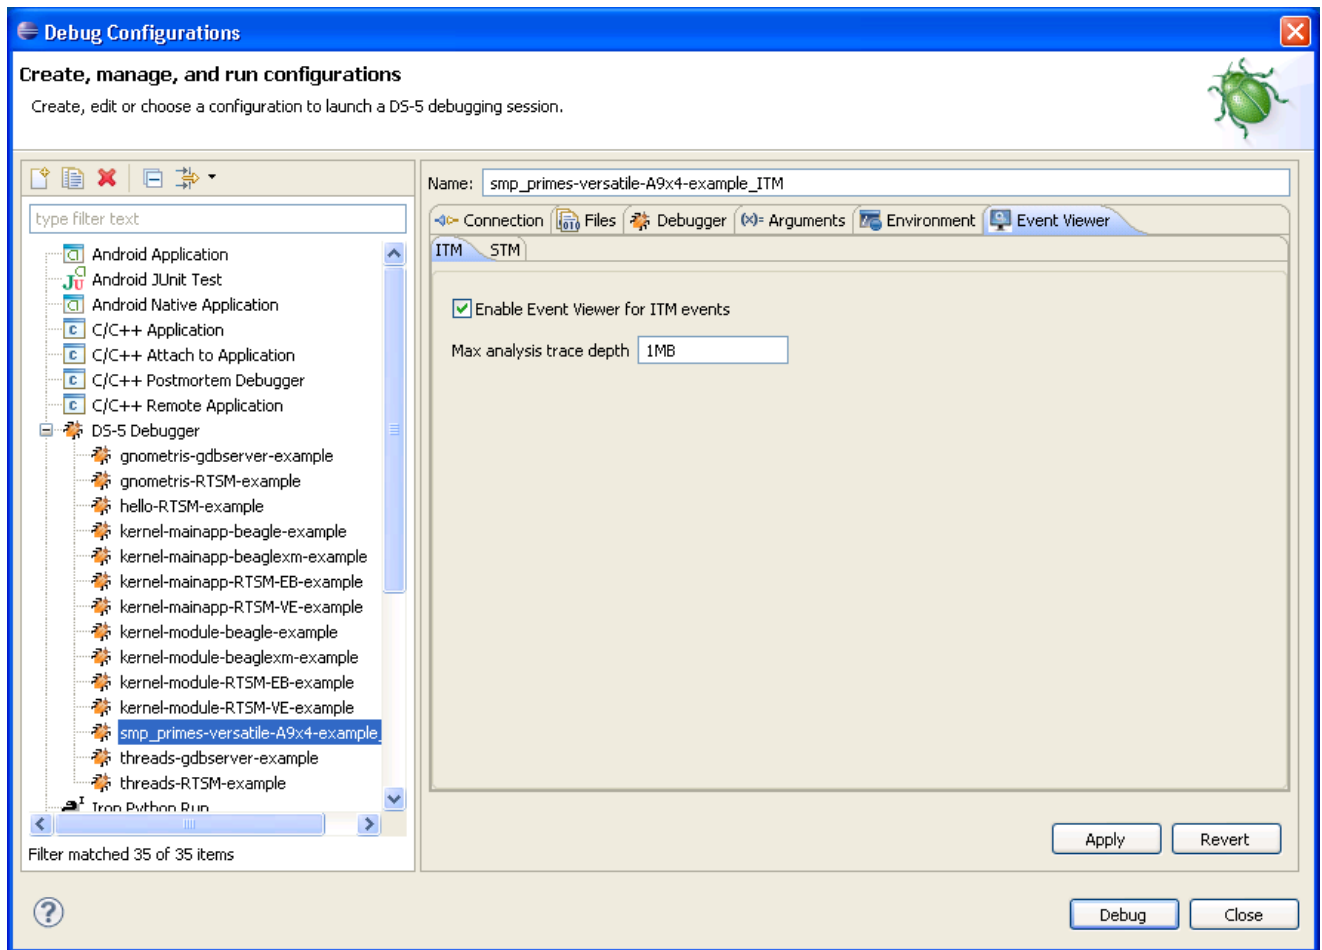 Debug Configurations
Create, manage, and run configurations
Create, edit or choose a configuration to launch a DS-5 debugging session.
type filter text
Android Application
Android JUnit Test
Android Native Application
C/C++ Application
C/C++ Attach to Application
C/C++ Postmortem Debugger
C/C++ Remote Application
DS-5 Debugger
gnometris-gdbserver-example
gnometris-RTSM-example
hello-RTSM-example
kernel-mainapp-beagle-example
kernel-mainapp-beaglexm-example
kernel-mainapp-RTSM-EB-example
kernel-mainapp-RTSM-VE-example
kernel-module-beagle-example
kernel-module-beaglexm-example
kernel-module-RTSM-EB-example
kernel-module-RTSM-VE-example
smp_primes-versatile-A9x4-example_
threads-gdbserver-example
threads-RTSM-example
Iron Python Run
Filter matched 35 of 35 items
Name: smp_primes-versatile-A9x4-example_ITM
Connection Files Debugger (x)= Arguments Environment Event Viewer
ITM STM
Enable Event Viewer for ITM events
Max analysis trace depth 1MB
Apply Revert
Debug Close